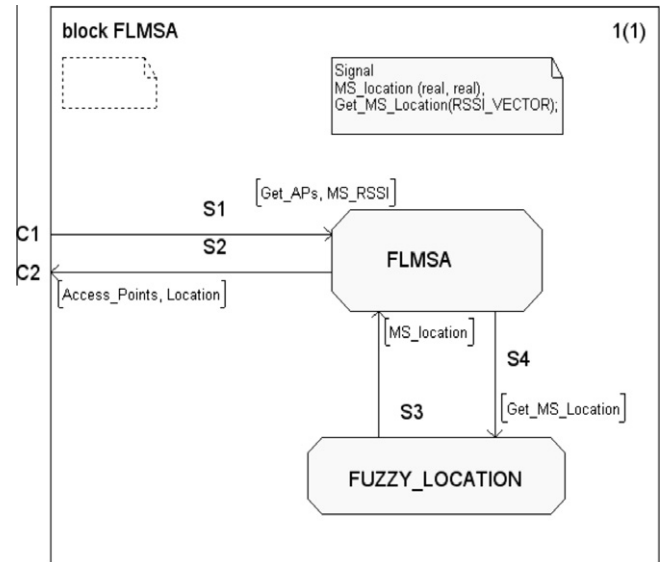 block FLMSA
1(1)
Signal
MS_location (real, real),
Get_MS_Location(RSSI_VECTOR);
[Get_APs, MS_RSSI]
S1
C1
S2
C2
FLMSA
[Access_Points, Location]
[MS_location]
S4
[Get_MS_Location]
S3
FUZZY_LOCATION